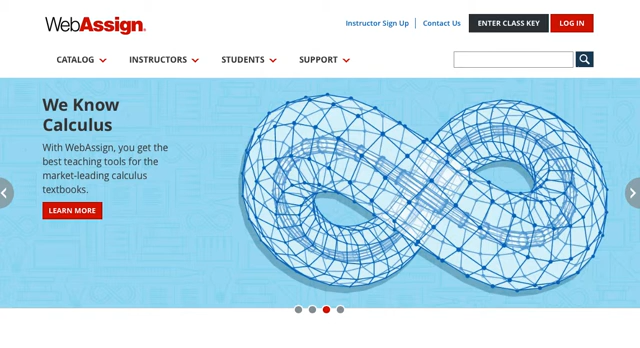 WebAssign.
Instructor Sign Up
Contact Us
ENTER CLASS KEY
LOG IN
CATALOG
INSTRUCTORS
STUDENTS
SUPPORT
We Know
Calculus
With WebAssign, you get the
best teaching tools for the
market-leading calculus
textbooks.
LEARN MORE